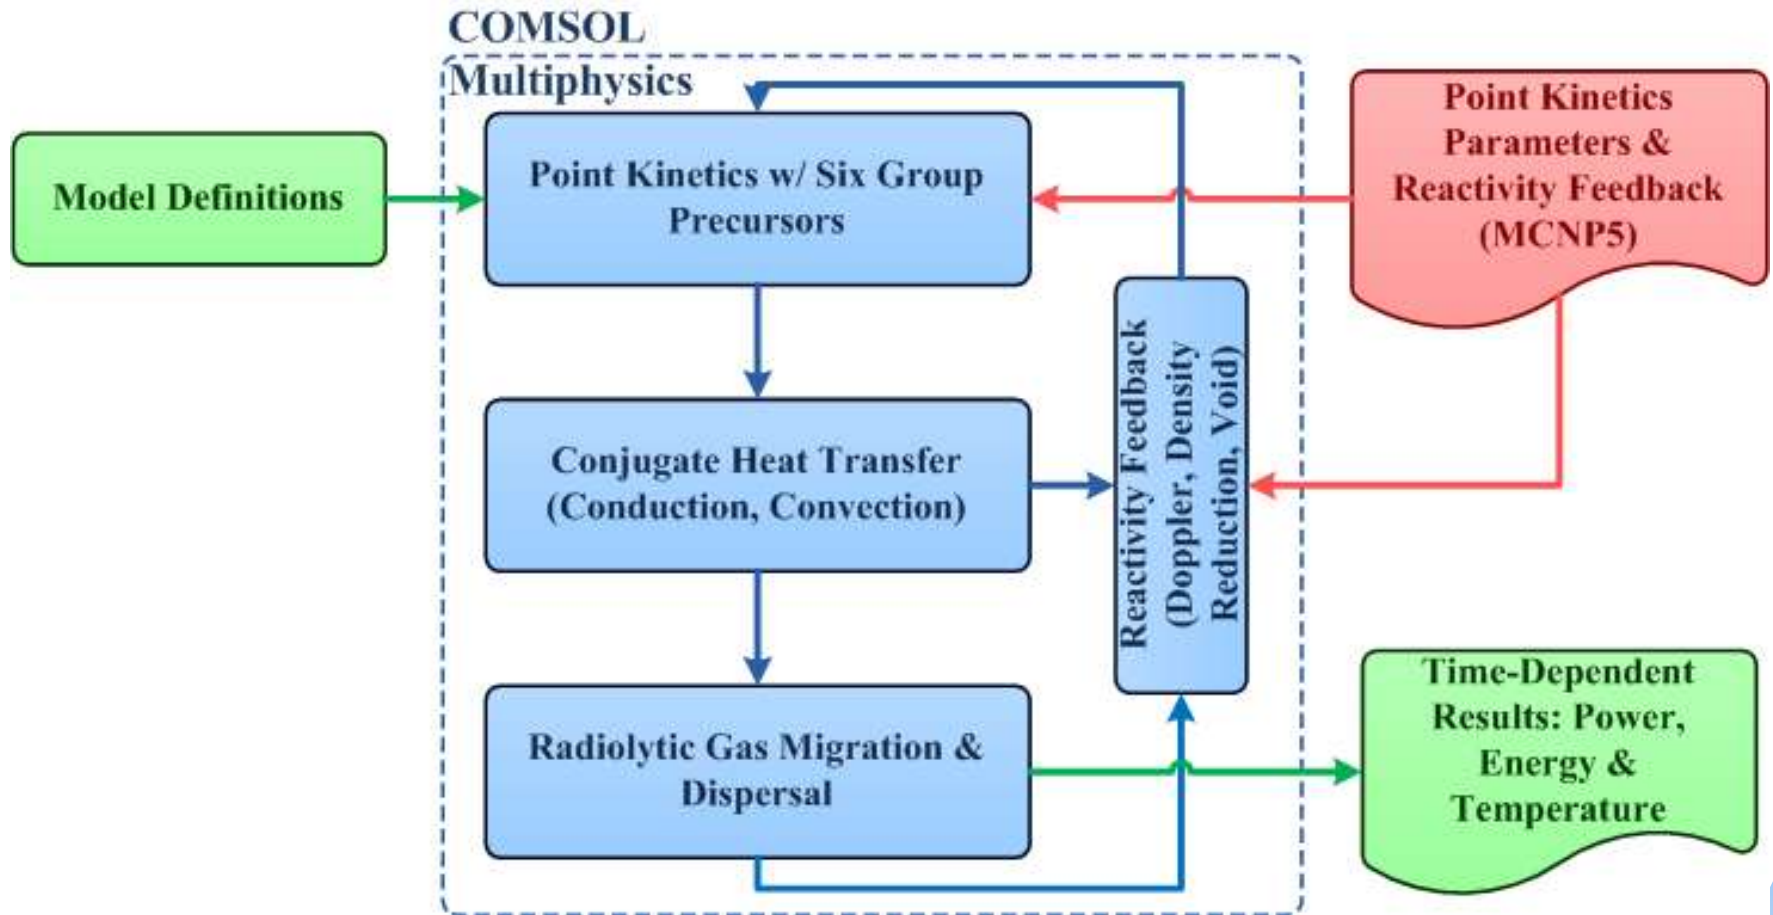 COMSOL
Multiphysics
Model Definitions
Point Kinetics w/ Six Group
Precursors
Point Kinetics
Parameters &
Reactivity Feedback
(MCNP5)
Conjugate Heat Transfer
(Conduction, Convection)
Reactivity Feedback
(Doppler, Density
Reduction, Void)
Radiolytic Gas Migration &
Dispersal
Time-Dependent
Results: Power,
Energy &
Temperature